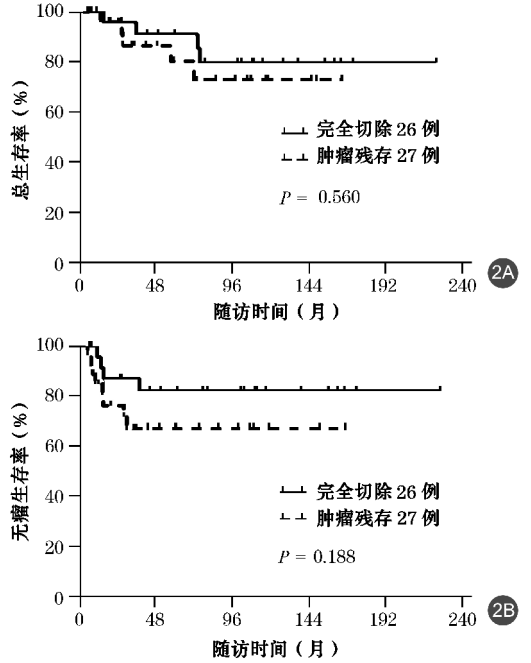 100
80
60
40
20
0
总生存率（%）
完全切除 26 例
肿瘤残存 27 例
P = 0.560
0 48 96 144 192 240
随访时间（月）
2A
100
80
60
40
20
0
无瘤生存率（%）
完全切除 26 例
肿瘤残存 27 例
P = 0.188
0 48 96 144 192 240
随访时间（月）
2B